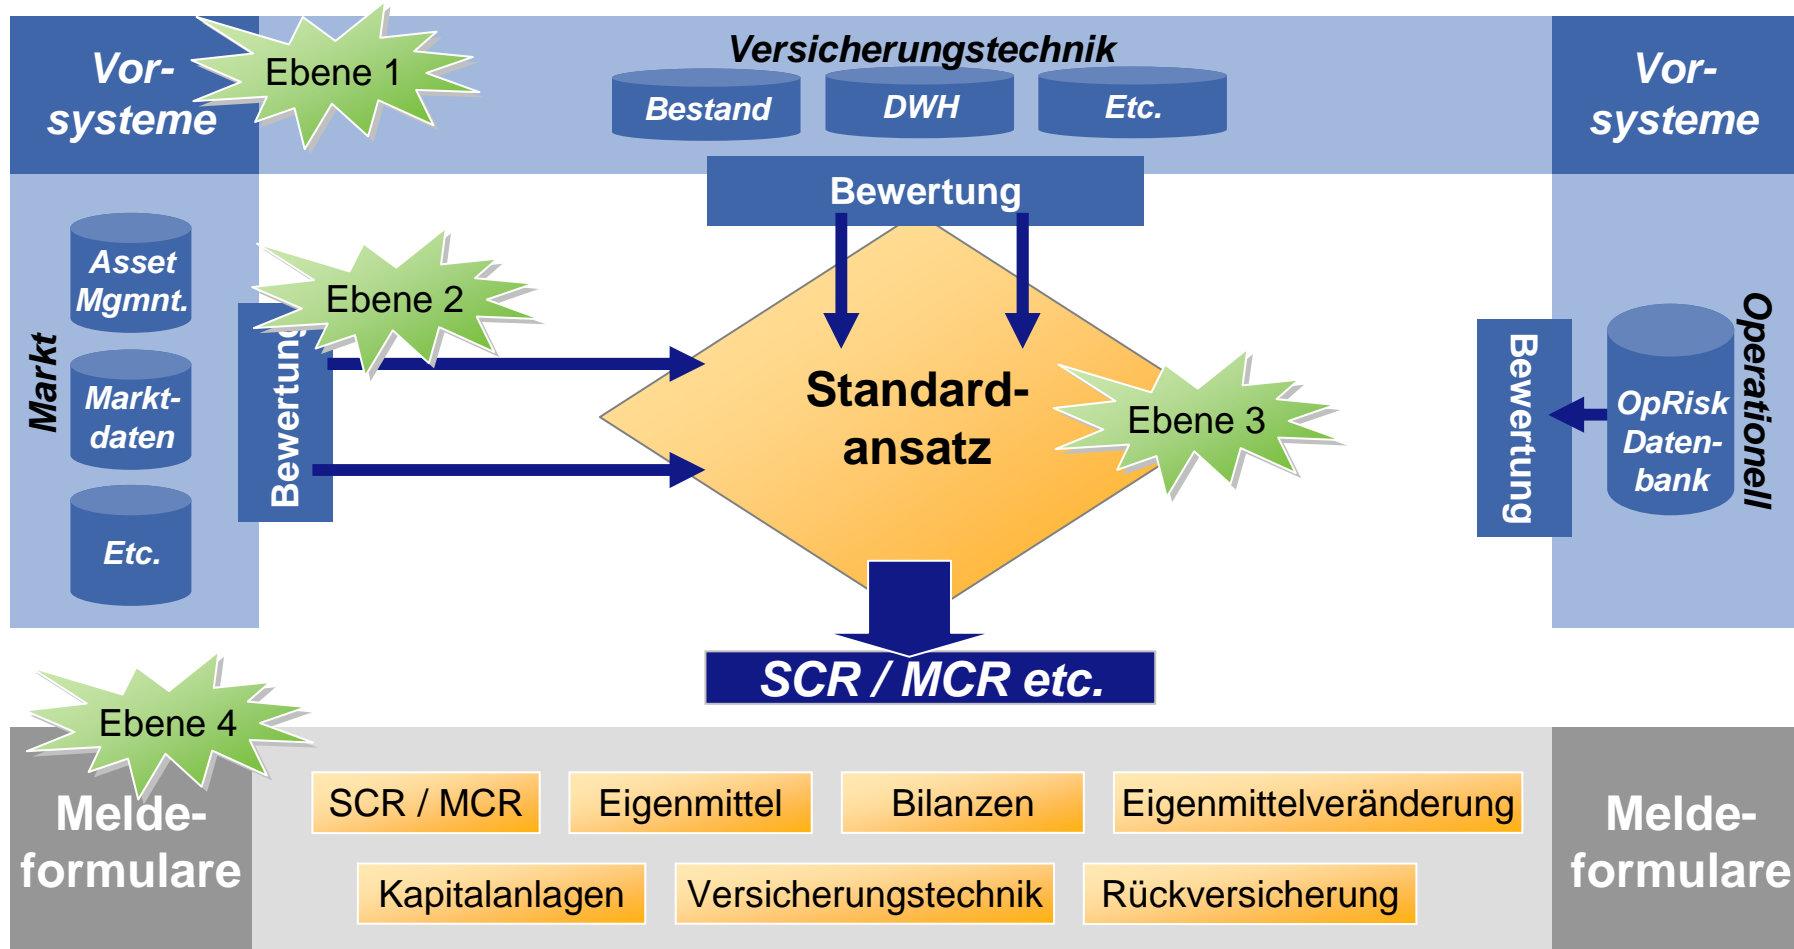 Vor-
systeme
Ebene 1
Versicherungstechnik
Bestand
DWH
Etc.
Vor-
systeme
Bewertung
Markt
Asset
Mgmnt.
Markt-
daten
Etc.
Bewertung
Ebene 2
Standard-
ansatz
Ebene 3
Bewertung
OpRisk
Daten-
bank
Operationell
SCR / MCR etc.
Ebene 4
Melde-
formulare
SCR / MCR
Eigenmittel
Bilanzen
Eigenmittelveränderung
Kapitalanlagen
Versicherungstechnik
Rückversicherung
Melde-
formulare